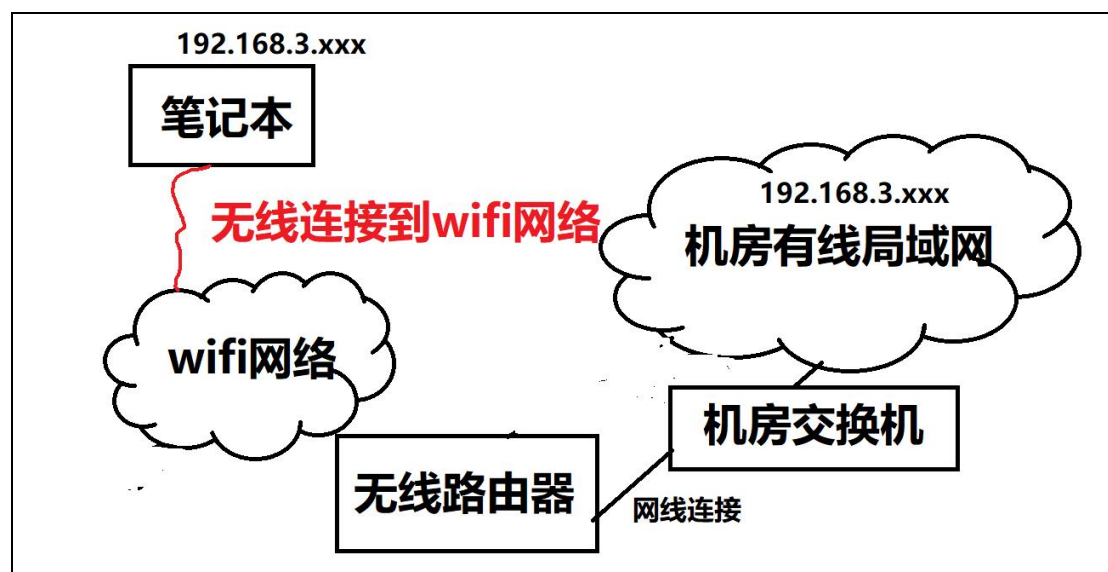 192.168.3.xxx
笔记本
无线连接到wifi网络
192.168.3.xxx
机房有线局域网
wifi网络
机房交换机
无线路由器
网线连接